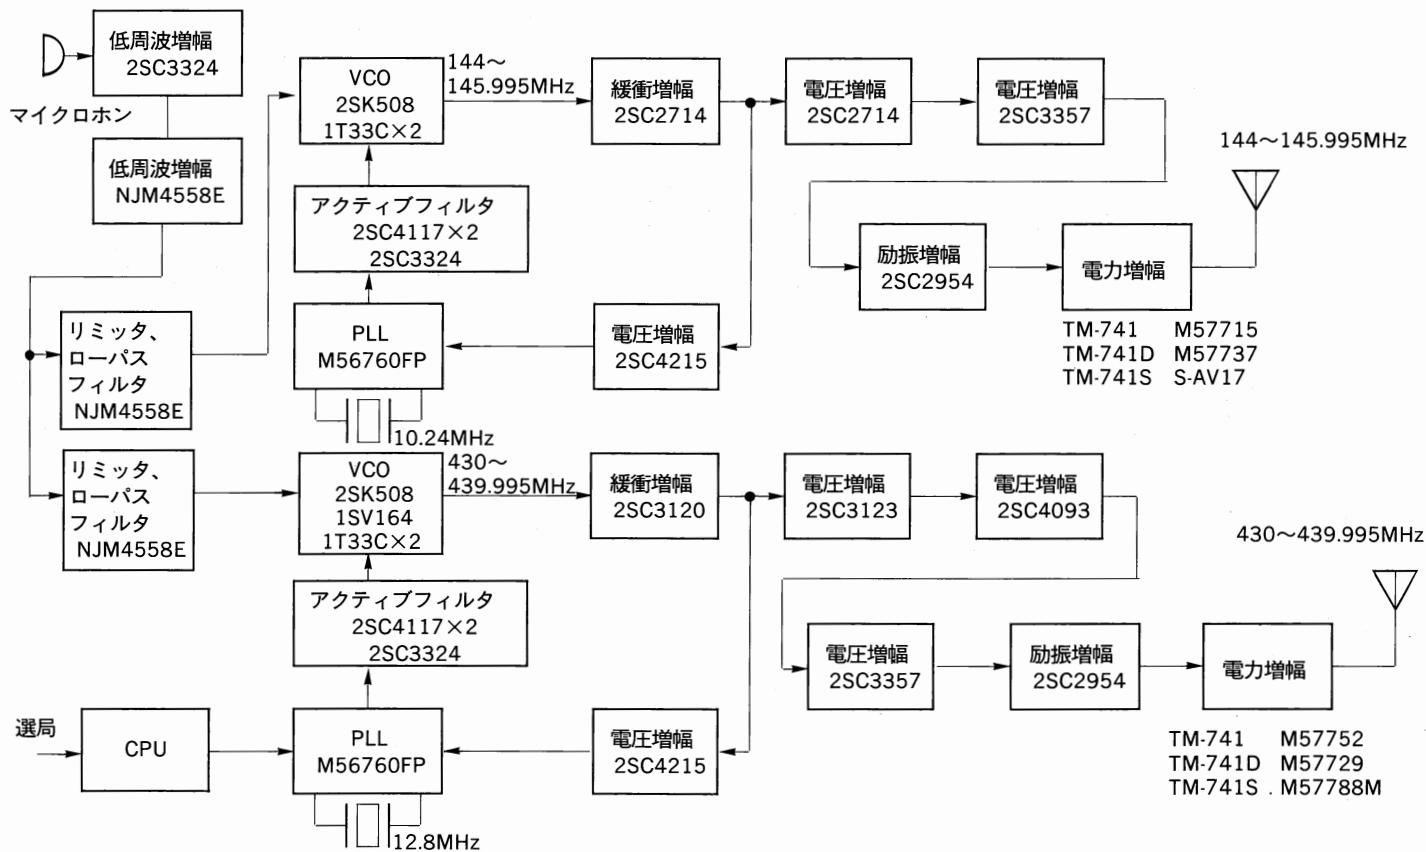 低周波増幅
2SC3324
マイクロホン
低周波増幅
NJM4558E
リミッタ、
ローパス
フィルタ
NJM4558E
VCO
2SK508
1T33C×2
144～
145.995MHz
アクティブフィルタ
2SC4117×2
2SC3324
PLL
M56760FP
10.24MHz
緩衝増幅
2SC2714
電圧増幅
2SC2714
電圧増幅
2SC3357
電圧増幅
2SC4215
励振増幅
2SC2954
電力増幅
144～145.995MHz
TM-741 M57715
TM-741D M57737
TM-741S S-AV17
リミッタ、
ローパス
フィルタ
NJM4558E
VCO
2SK508
1SV164
1T33C×2
430～
439.995MHz
アクティブフィルタ
2SC4117×2
2SC3324
選局
CPU
PLL
M56760FP
12.8MHz
緩衝増幅
2SC3120
電圧増幅
2SC3123
電圧増幅
2SC4093
電圧増幅
2SC4215
電圧増幅
2SC3357
励振増幅
2SC2954
電力増幅
430～439.995MHz
TM-741 M57752
TM-741D M57729
TM-741S . M57788M